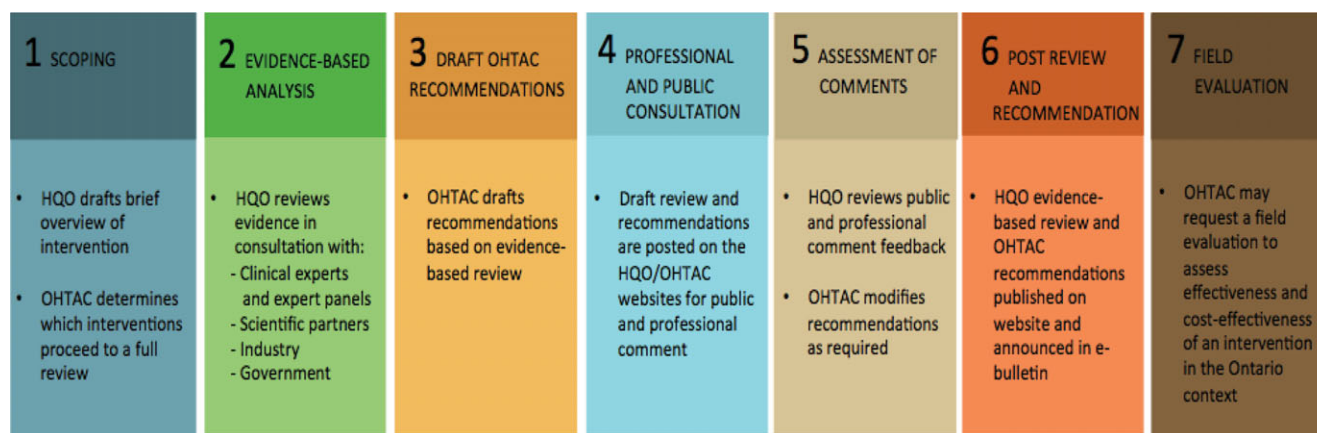 1 SCOPING
• HQO drafts brief
overview of
intervention
• OHTAC determines
which interventions
proceed to a full
review
2 EVIDENCE-BASED
ANALYSIS
• HQO reviews
evidence in
consultation with:
- Clinical experts
and expert panels
- Scientific partners
- Industry
- Government
3 DRAFT OHTAC
RECOMMENDATIONS
• OHTAC drafts
recommendations
based on evidence-
based review
4 PROFESSIONAL
AND PUBLIC
CONSULTATION
• Draft review and
recommendations
are posted on the
HQO/OHTAC
websites for public
and professional
comment
5 ASSESSMENT OF
COMMENTS
• HQO reviews public
and professional
comment feedback
• OHTAC modifies
recommendations
as required
6 POST REVIEW
AND
RECOMMENDATION
• HQO evidence-
based review and
OHTAC
recommendations
published on
website and
announced in e-
bulletin
7 FIELD
EVALUATION
• OHTAC may
request a field
evaluation to
assess
effectiveness and
cost-effectiveness
of an intervention
in the Ontario
context